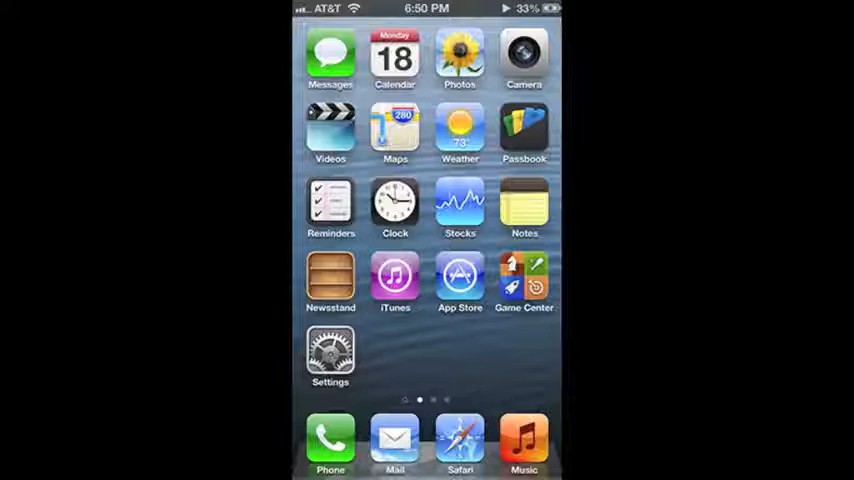 AT&T 6:50 PM 33%
Monday
18
Messages Calendar Photos Camera
280
73°
Videos Maps Weather Passbook
Reminders Clock Stocks Notes
Newsstand iTunes App Store Game Center
Settings
Phone Mail Safari Music